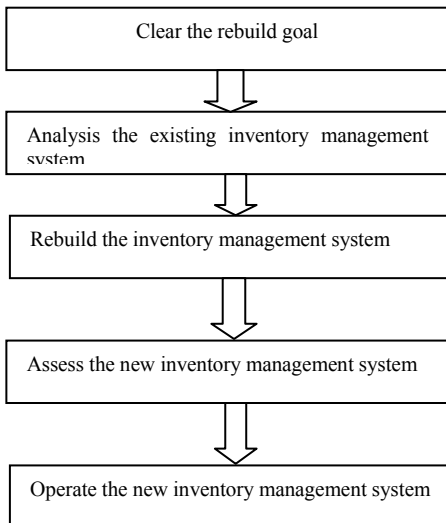 Clear the rebuild goal
Analysis the existing inventory management
system
Rebuild the inventory management system
Assess the new inventory management system
Operate the new inventory management system